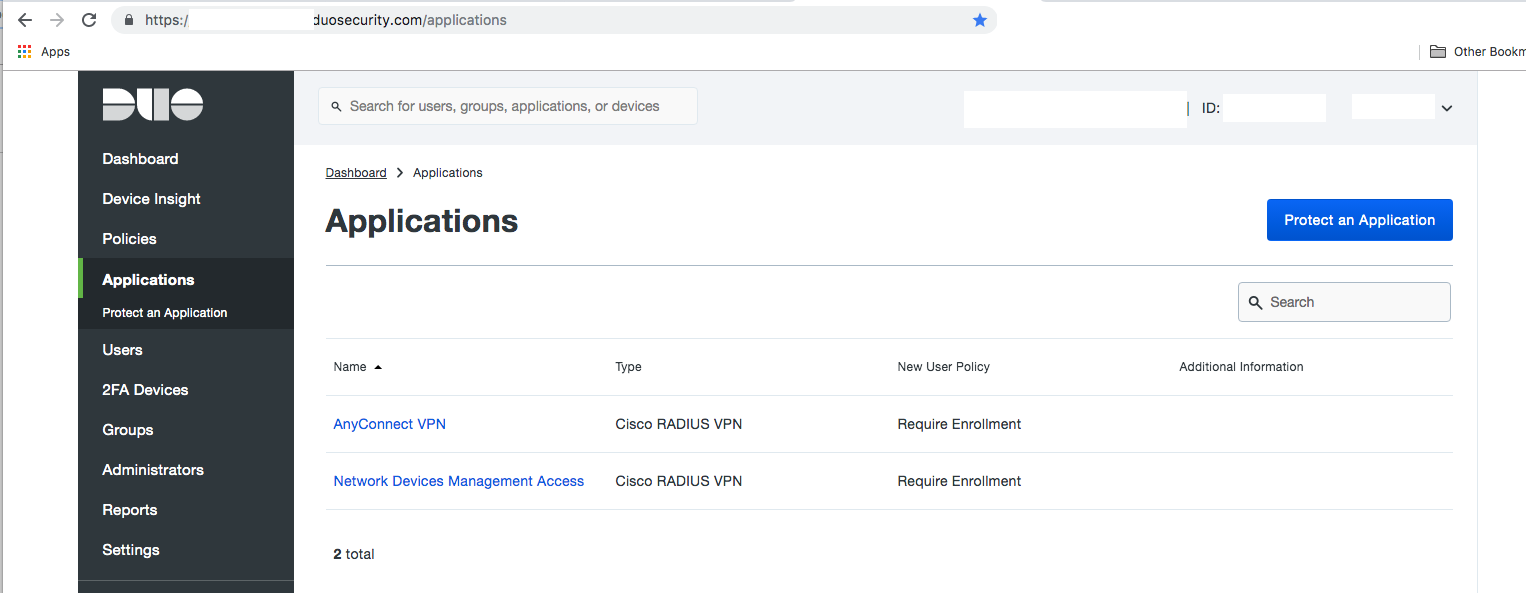 https:/ duosecurity.com/applications
Apps
Other Bookm
DUO
Search for users, groups, applications, or devices
| ID:
Dashboard
Device Insight
Policies
Applications
Protect an Application
Users
2FA Devices
Groups
Administrators
Reports
Settings
Dashboard > Applications
Applications
Protect an Application
Search
Name Type New User Policy Additional Information
AnyConnect VPN Cisco RADIUS VPN Require Enrollment
Network Devices Management Access Cisco RADIUS VPN Require Enrollment
2 total